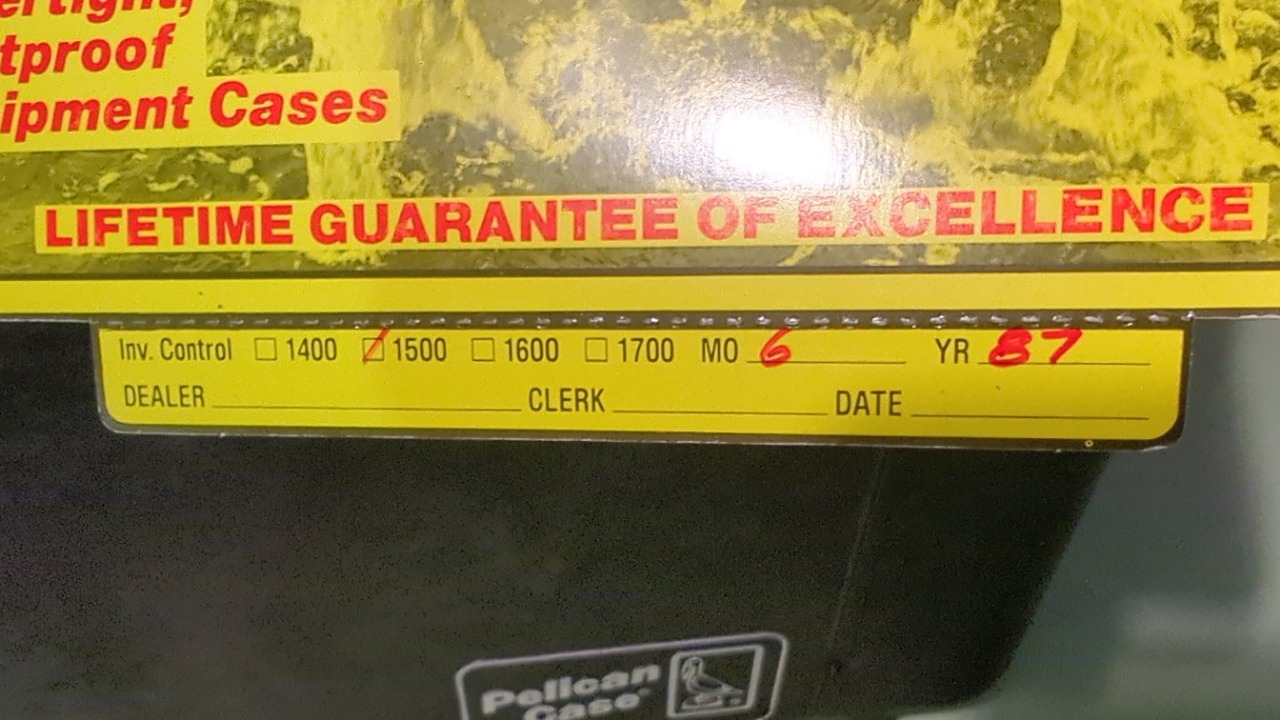 ertight,
tproof
ipment Cases
LIFETIME GUARANTEE OF EXCELLENCE
Inv. Control ☐ 1400 ☑ 1500 ☐ 1600 ☐ 1700 MO 6 YR 87
DEALER CLERK DATE
Pelican
Case